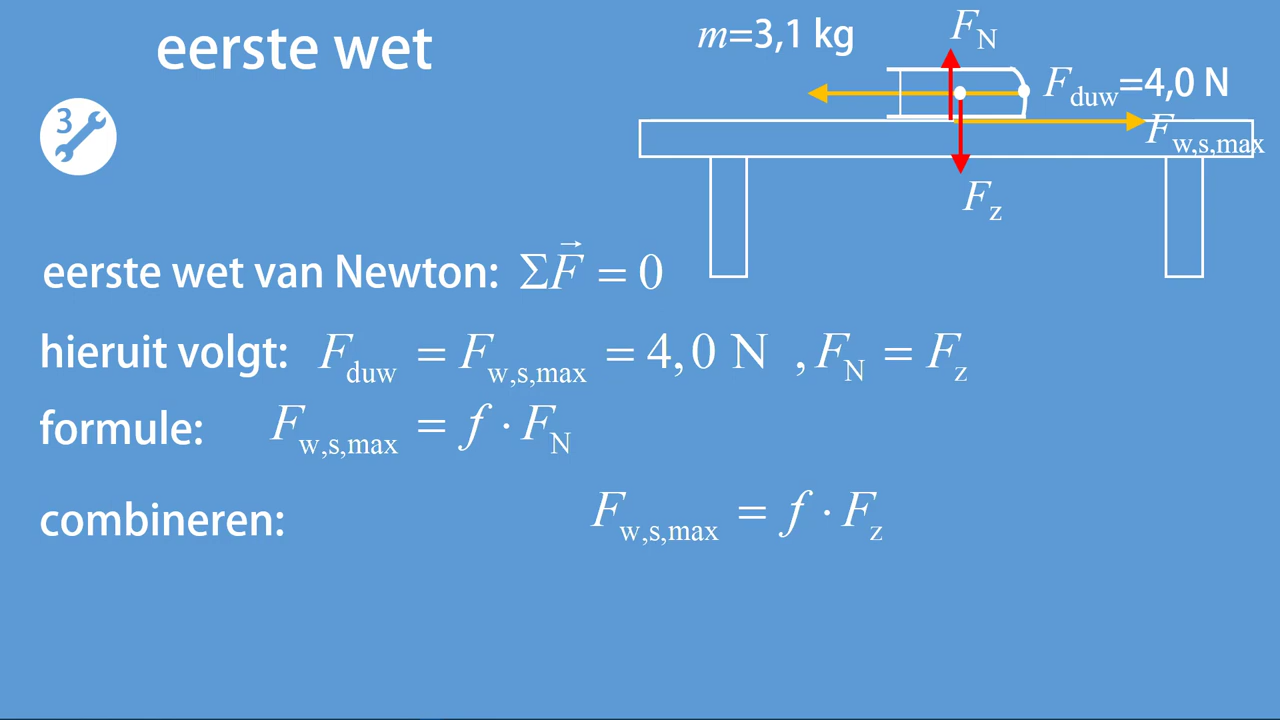 eerste wet
m=3,1 kg
F_N
F_duw=4,0 N
F_w,s,max
F_z
3
eerste wet van Newton: ΣF⃗ = 0
hieruit volgt: F_duw = F_w,s,max = 4,0 N , F_N = F_z
formule: F_w,s,max = f · F_N
combineren: F_w,s,max = f · F_z